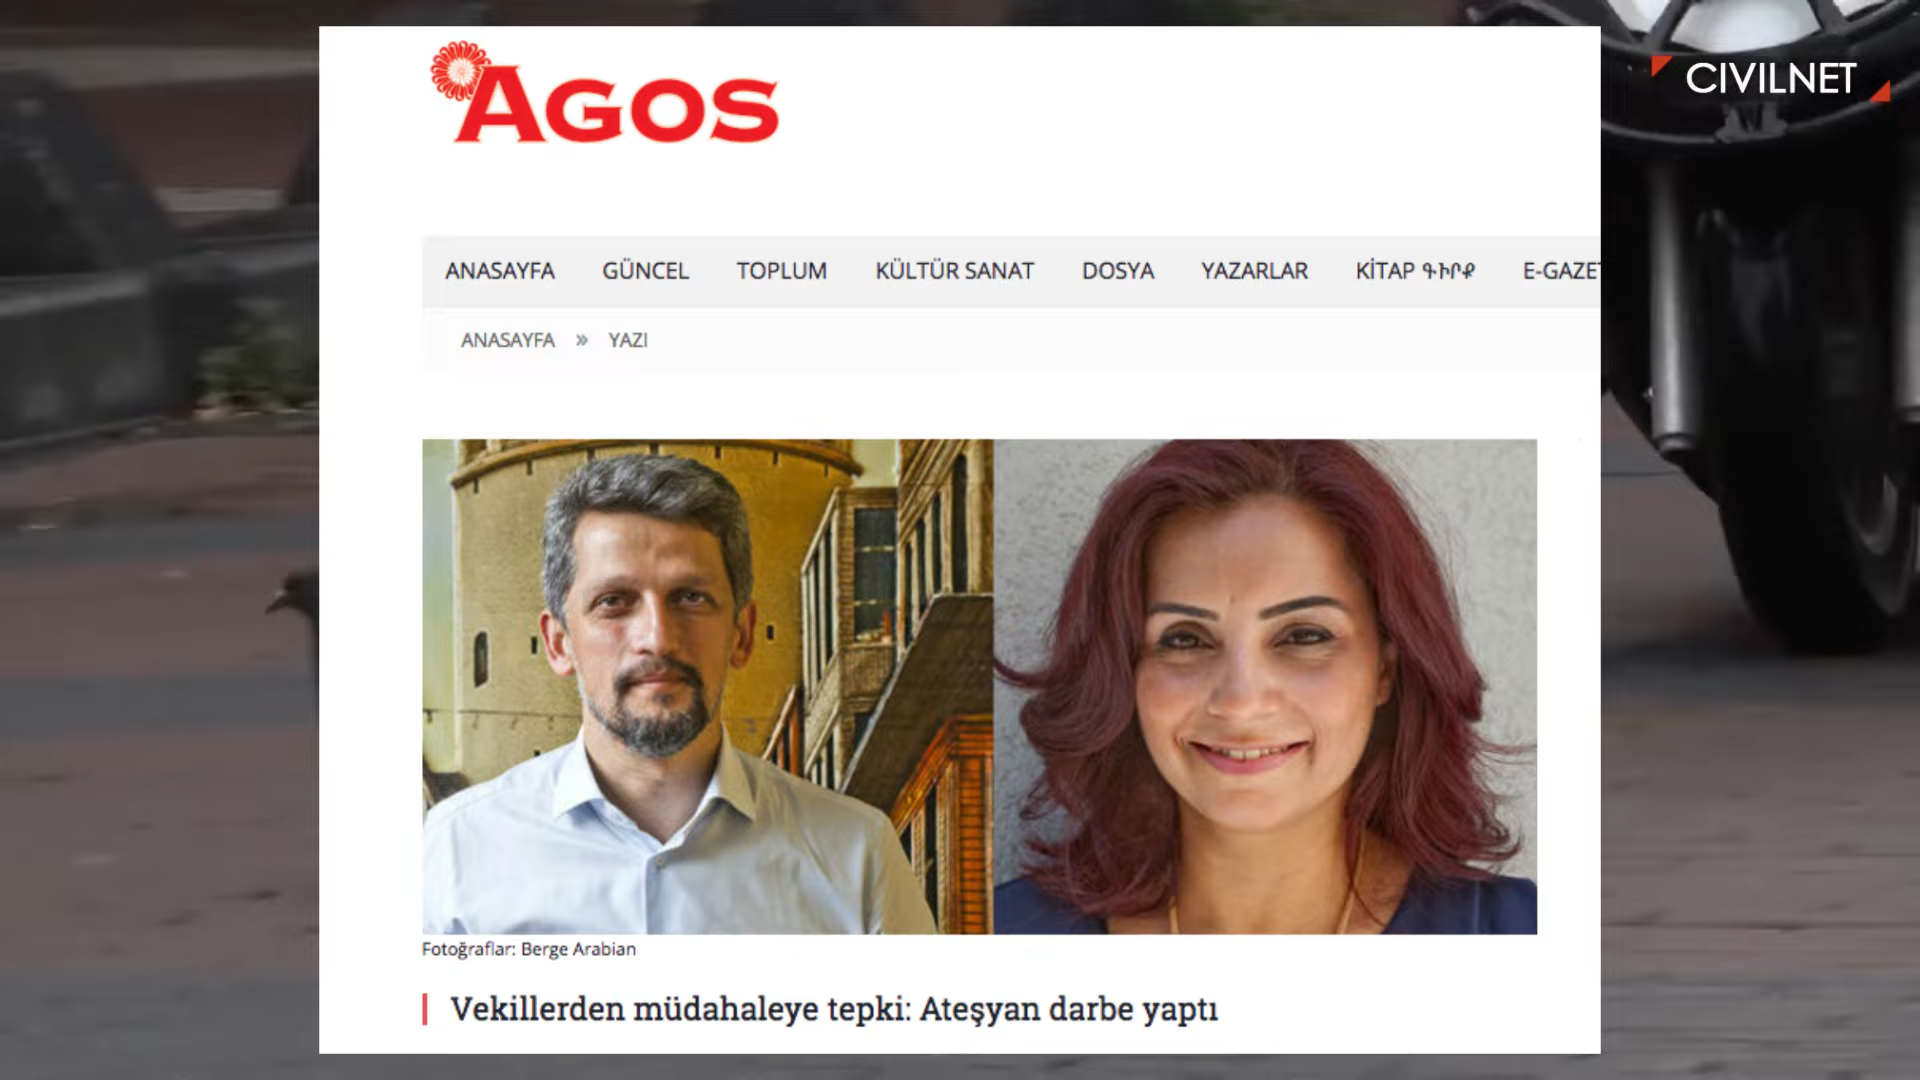 AGOS
CIVILNET
ANASAYFA GÜNCEL TOPLUM KÜLTÜR SANAT DOSYA YAZARLAR KİTAP ԳԻՐՔ E-GAZET
ANASAYFA » YAZI
Fotoğraflar: Berge Arabian
Vekillerden müdahaleye tepki: Ateşyan darbe yaptı